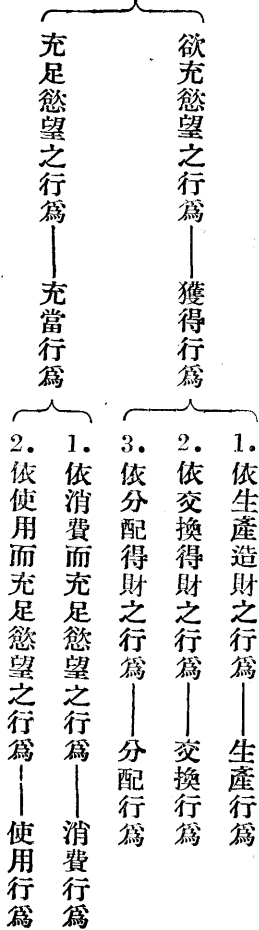 欲充慾望之行爲——獲得行爲
1.依生產造財之行爲——生產行爲
2.依交換得財之行爲——交換行爲
3.依分配得財之行爲——分配行爲
充足慾望之行爲——充當行爲
1.依消費而充足慾望之行爲——消費行爲
2.依使用而充足慾望之行爲——使用行爲